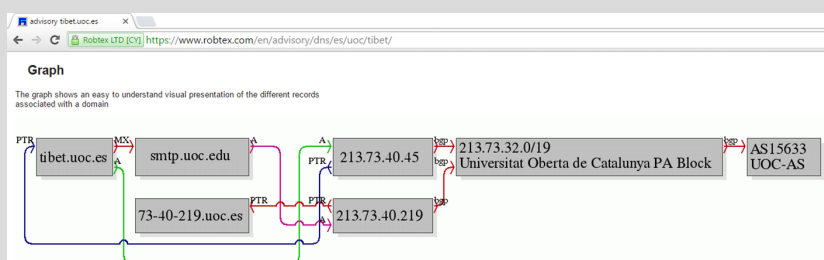 advisory tibet.uoc.es
Robtex LTD [CY] https://www.robtex.com/en/advisory/dns/es/uoc/tibet/
Graph
The graph shows an easy to understand visual presentation of the different records
associated with a domain
PTR
tibet.uoc.es
MX
A
smtp.uoc.edu
A
A
PTR
213.73.40.45
bgp
bgp
213.73.32.0/19
Universitat Oberta de Catalunya PA Block
bgp
AS15633
UOC-AS
73-40-219.uoc.es
PTR
PTR
A
213.73.40.219
bgp